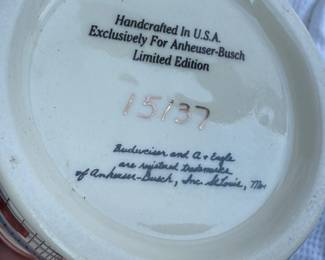 Handcrafted In U.S.A.
Exclusively For Anheuser-Busch
Limited Edition
15137
Budweiser and A & Eagle
are registered trademarks
of Anheuser-Busch, Inc. St. Louis, Mo.